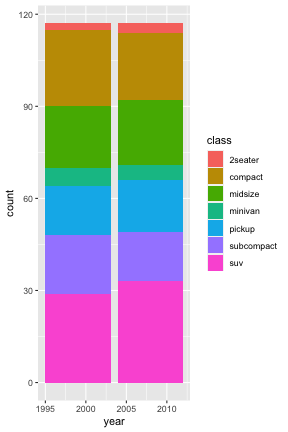 120
90
60
30
0
count
1995 2000 2005 2010
year
class
2seater
compact
midsize
minivan
pickup
subcompact
suv